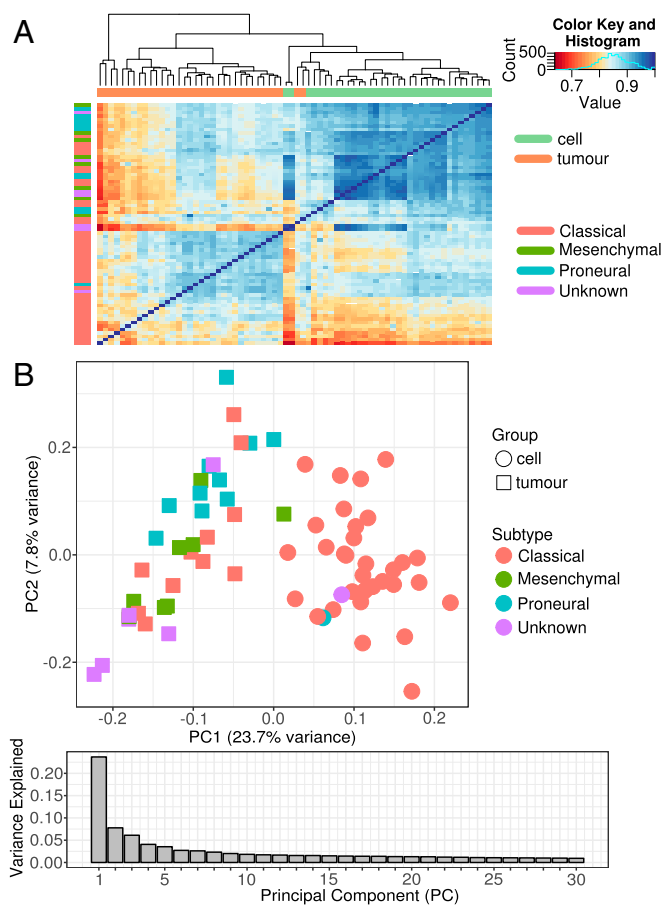 A
Color Key and
Histogram
Count
500
0
0.7
0.9
Value
cell
tumour
Classical
Mesenchymal
Proneural
Unknown
B
PC2 (7.8% variance)
0.2
0.0
-0.2
-0.2
-0.1
0.0
0.1
0.2
PC1 (23.7% variance)
Group
cell
tumour
Subtype
Classical
Mesenchymal
Proneural
Unknown
Variance Explained
0.20
0.15
0.10
0.05
0.00
1
5
10
15
20
25
30
Principal Component (PC)